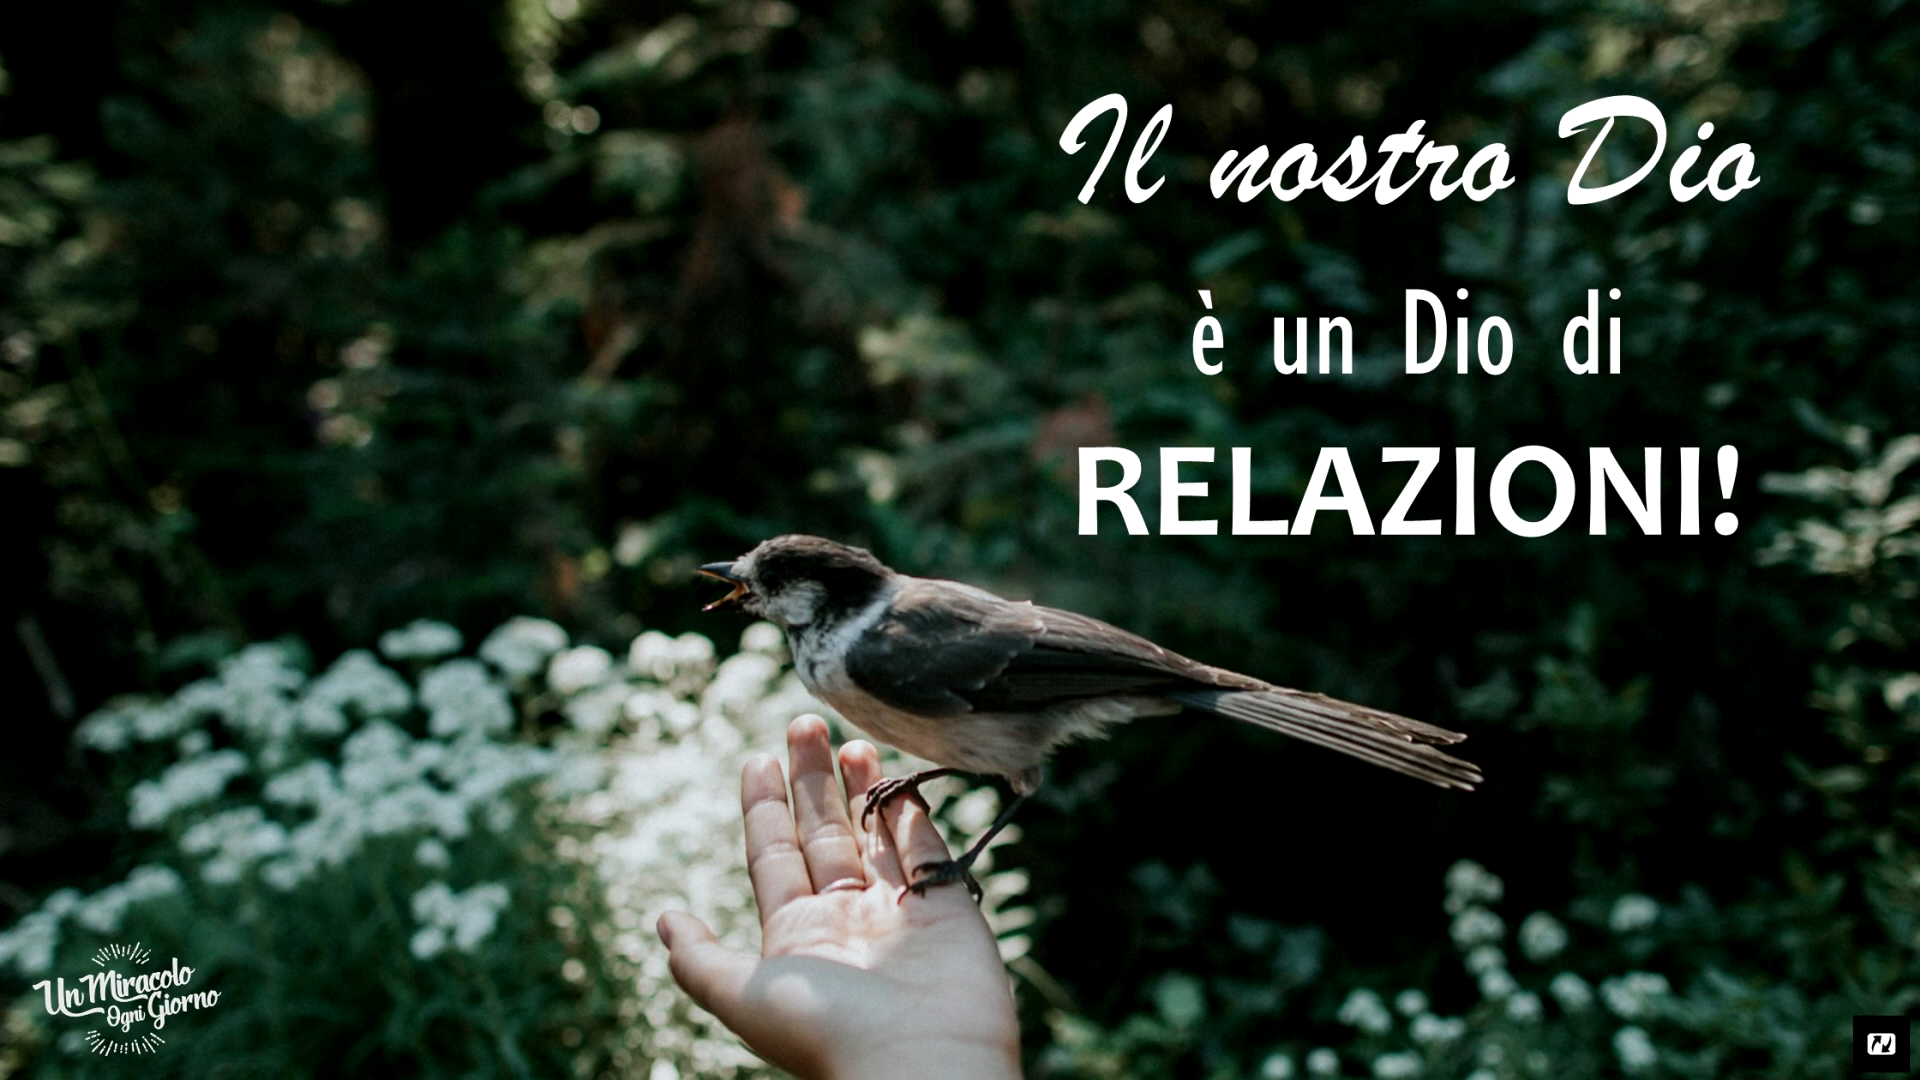 Il nostro Dio
è un Dio di
RELAZIONI!
Un Miracolo
Ogni Giorno